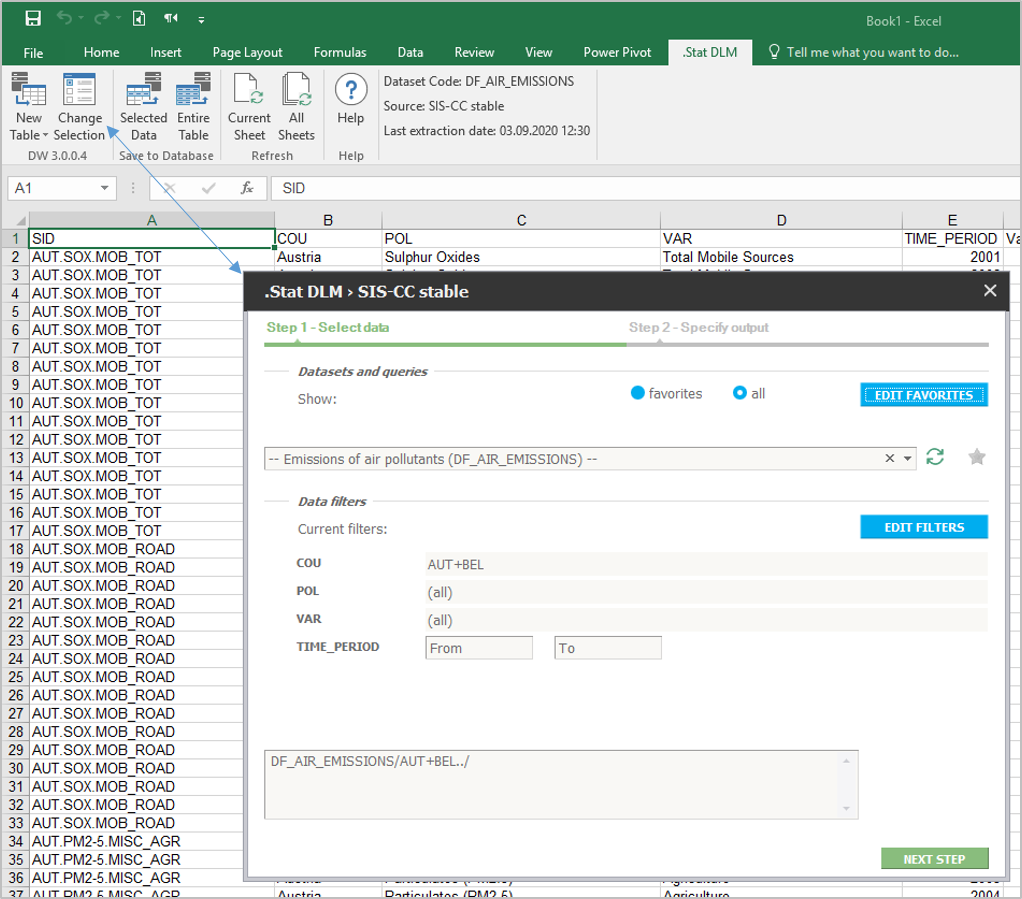 Book1 - Excel
File Home Insert Page Layout Formulas Data Review View Power Pivot .Stat DLM Tell me what you want to do...
New Table Change Selection Selected Data Entire Table Current Sheet All Sheets Help
DW 3.0.0.4 Save to Database Refresh Help
Dataset Code: DF_AIR_EMISSIONS
Source: SIS-CC stable
Last extraction date: 03.09.2020 12:30
A1 fx SID
A B C D E
1 SID COU POL VAR TIME_PERIOD Va
2 AUT.SOX.MOB_TOT Austria Sulphur Oxides Total Mobile Sources 2001
3 AUT.SOX.MOB_TOT
4 AUT.SOX.MOB_TOT
5 AUT.SOX.MOB_TOT
6 AUT.SOX.MOB_TOT
7 AUT.SOX.MOB_TOT
8 AUT.SOX.MOB_TOT
9 AUT.SOX.MOB_TOT
10 AUT.SOX.MOB_TOT
11 AUT.SOX.MOB_TOT
12 AUT.SOX.MOB_TOT
13 AUT.SOX.MOB_TOT
14 AUT.SOX.MOB_TOT
15 AUT.SOX.MOB_TOT
16 AUT.SOX.MOB_TOT
17 AUT.SOX.MOB_TOT
18 AUT.SOX.MOB_ROAD
19 AUT.SOX.MOB_ROAD
20 AUT.SOX.MOB_ROAD
21 AUT.SOX.MOB_ROAD
22 AUT.SOX.MOB_ROAD
23 AUT.SOX.MOB_ROAD
24 AUT.SOX.MOB_ROAD
25 AUT.SOX.MOB_ROAD
26 AUT.SOX.MOB_ROAD
27 AUT.SOX.MOB_ROAD
28 AUT.SOX.MOB_ROAD
29 AUT.SOX.MOB_ROAD
30 AUT.SOX.MOB_ROAD
31 AUT.SOX.MOB_ROAD
32 AUT.SOX.MOB_ROAD
33 AUT.SOX.MOB_ROAD
34 AUT.PM2-5.MISC_AGR
35 AUT.PM2-5.MISC_AGR
36 AUT.PM2-5.MISC_AGR
37 AUT.PM2-5.MISC_AGR Austria Particulates (PM2.5) Agriculture 2004
.Stat DLM › SIS-CC stable
Step 1 - Select data Step 2 - Specify output
Datasets and queries
Show: favorites all EDIT FAVORITES
-- Emissions of air pollutants (DF_AIR_EMISSIONS) --
Data filters
Current filters: EDIT FILTERS
COU AUT+BEL
POL (all)
VAR (all)
TIME_PERIOD From To
DF_AIR_EMISSIONS/AUT+BEL../
NEXT STEP